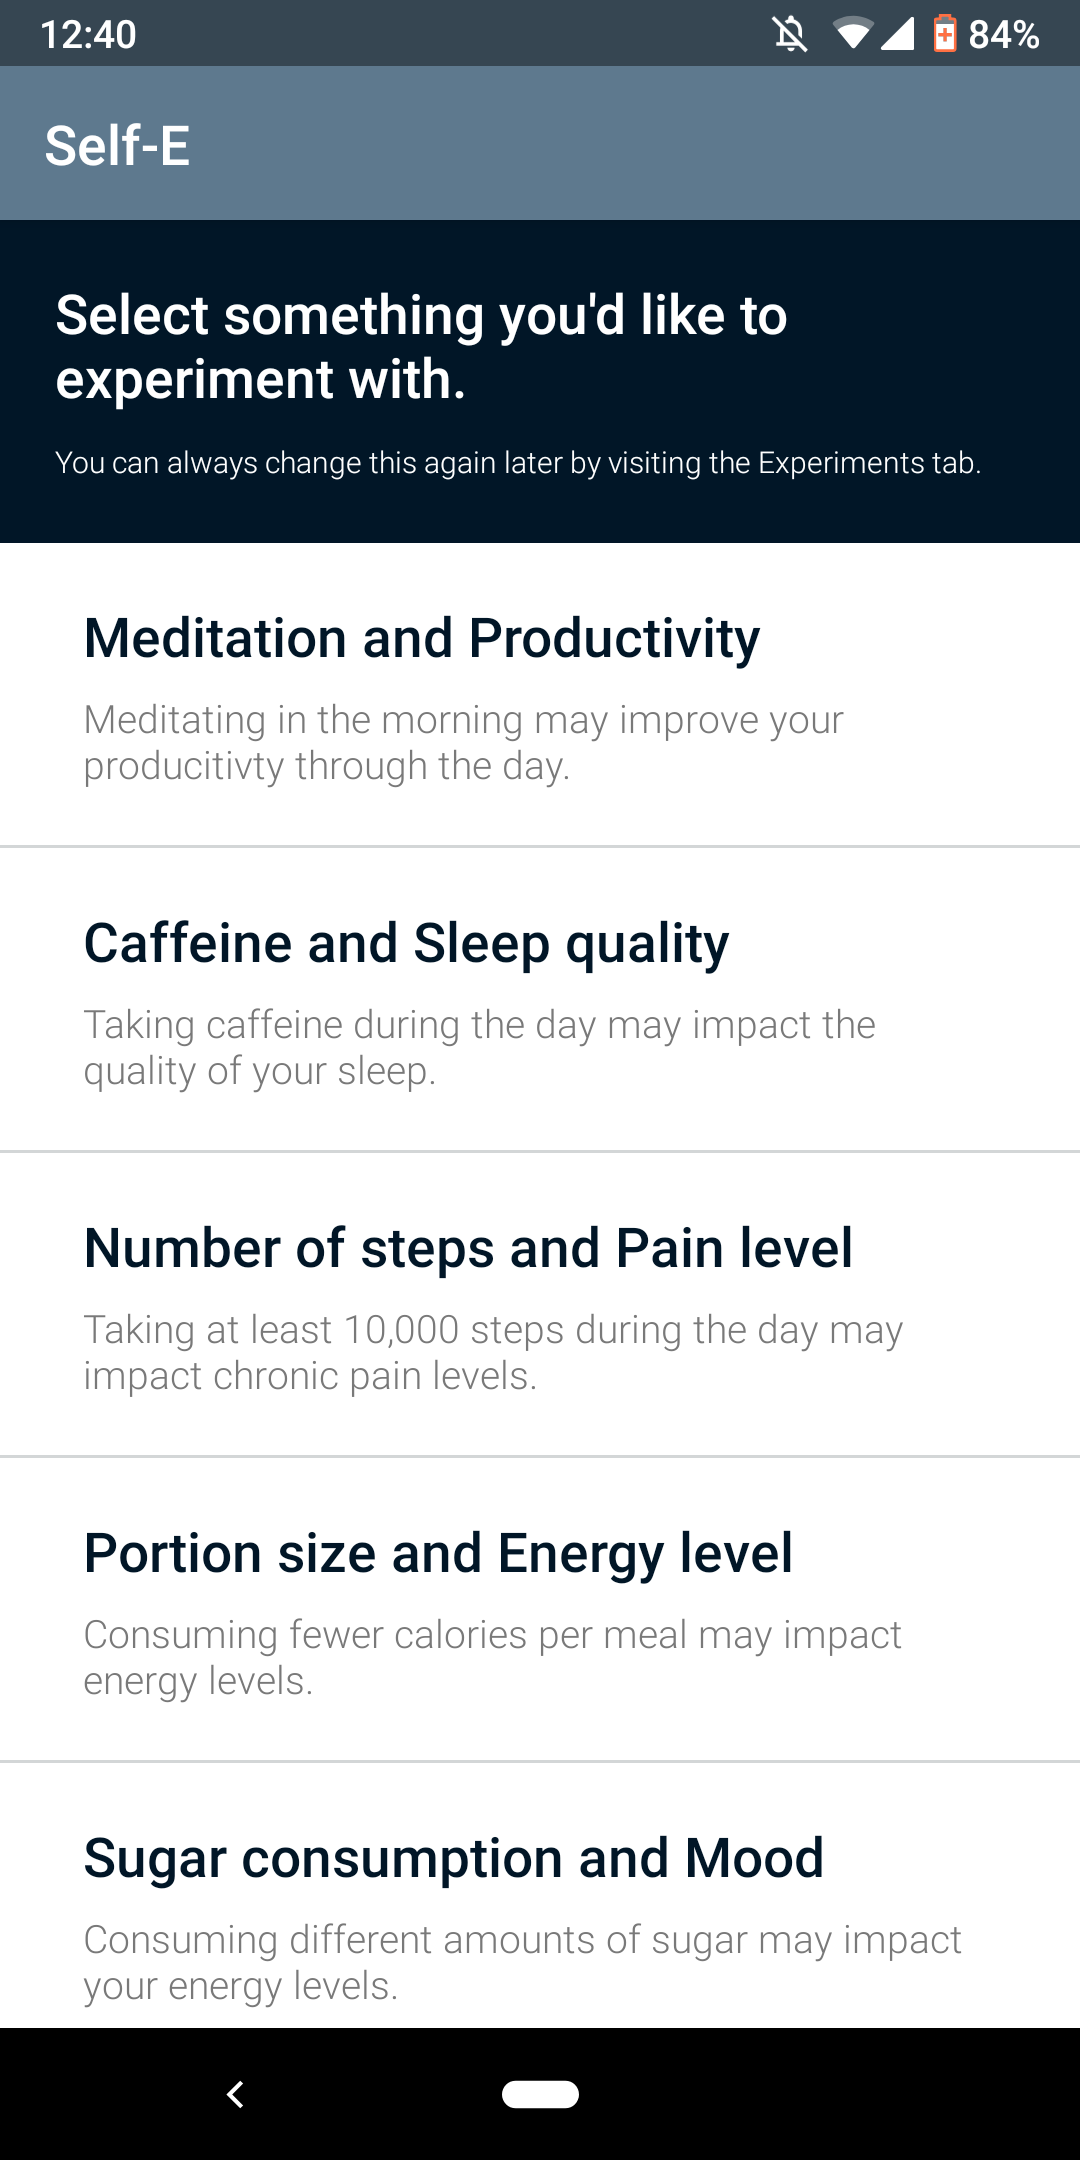 12:40
84%
Self-E
Select something you'd like to
experiment with.
You can always change this again later by visiting the Experiments tab.
Meditation and Productivity
Meditating in the morning may improve your
producitivty through the day.
Caffeine and Sleep quality
Taking caffeine during the day may impact the
quality of your sleep.
Number of steps and Pain level
Taking at least 10,000 steps during the day may
impact chronic pain levels.
Portion size and Energy level
Consuming fewer calories per meal may impact
energy levels.
Sugar consumption and Mood
Consuming different amounts of sugar may impact
your energy levels.